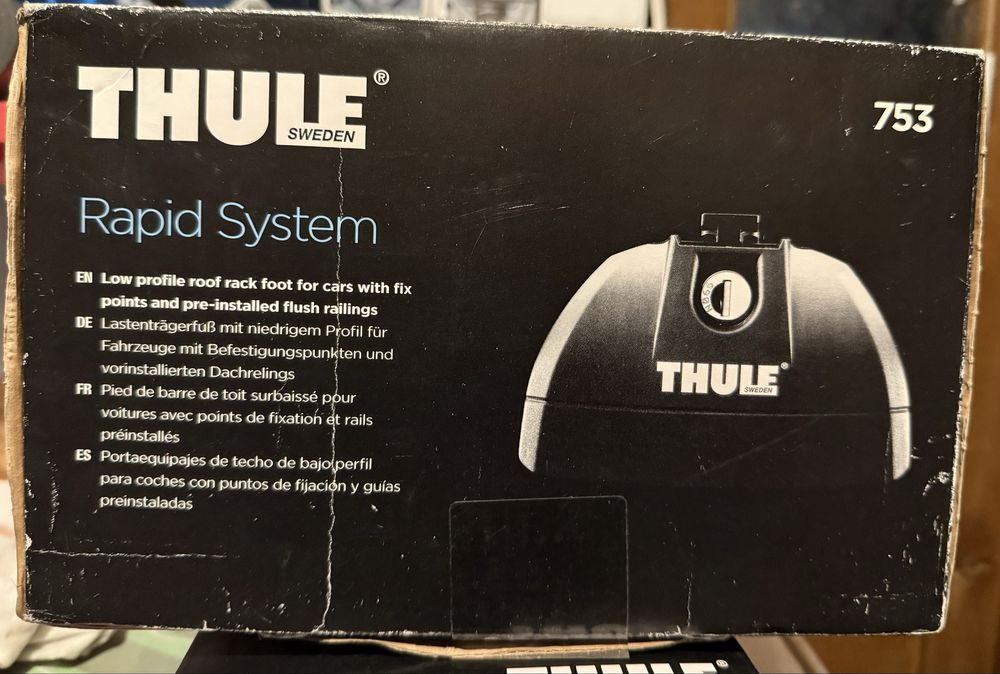 THULE®
SWEDEN
753
Rapid System
EN Low profile roof rack foot for cars with fix
points and pre-installed flush railings
DE Lastenträgerfuß mit niedrigem Profil für
Fahrzeuge mit Befestigungspunkten und
vorinstallierten Dachrelings
FR Pied de barre de toit surbaissé pour
voitures avec points de fixation et rails
préinstallés
ES Portaequipajes de techo de bajo perfil
para coches con puntos de fijación y guías
preinstaladas
THULE®
SWEDEN
THULE®